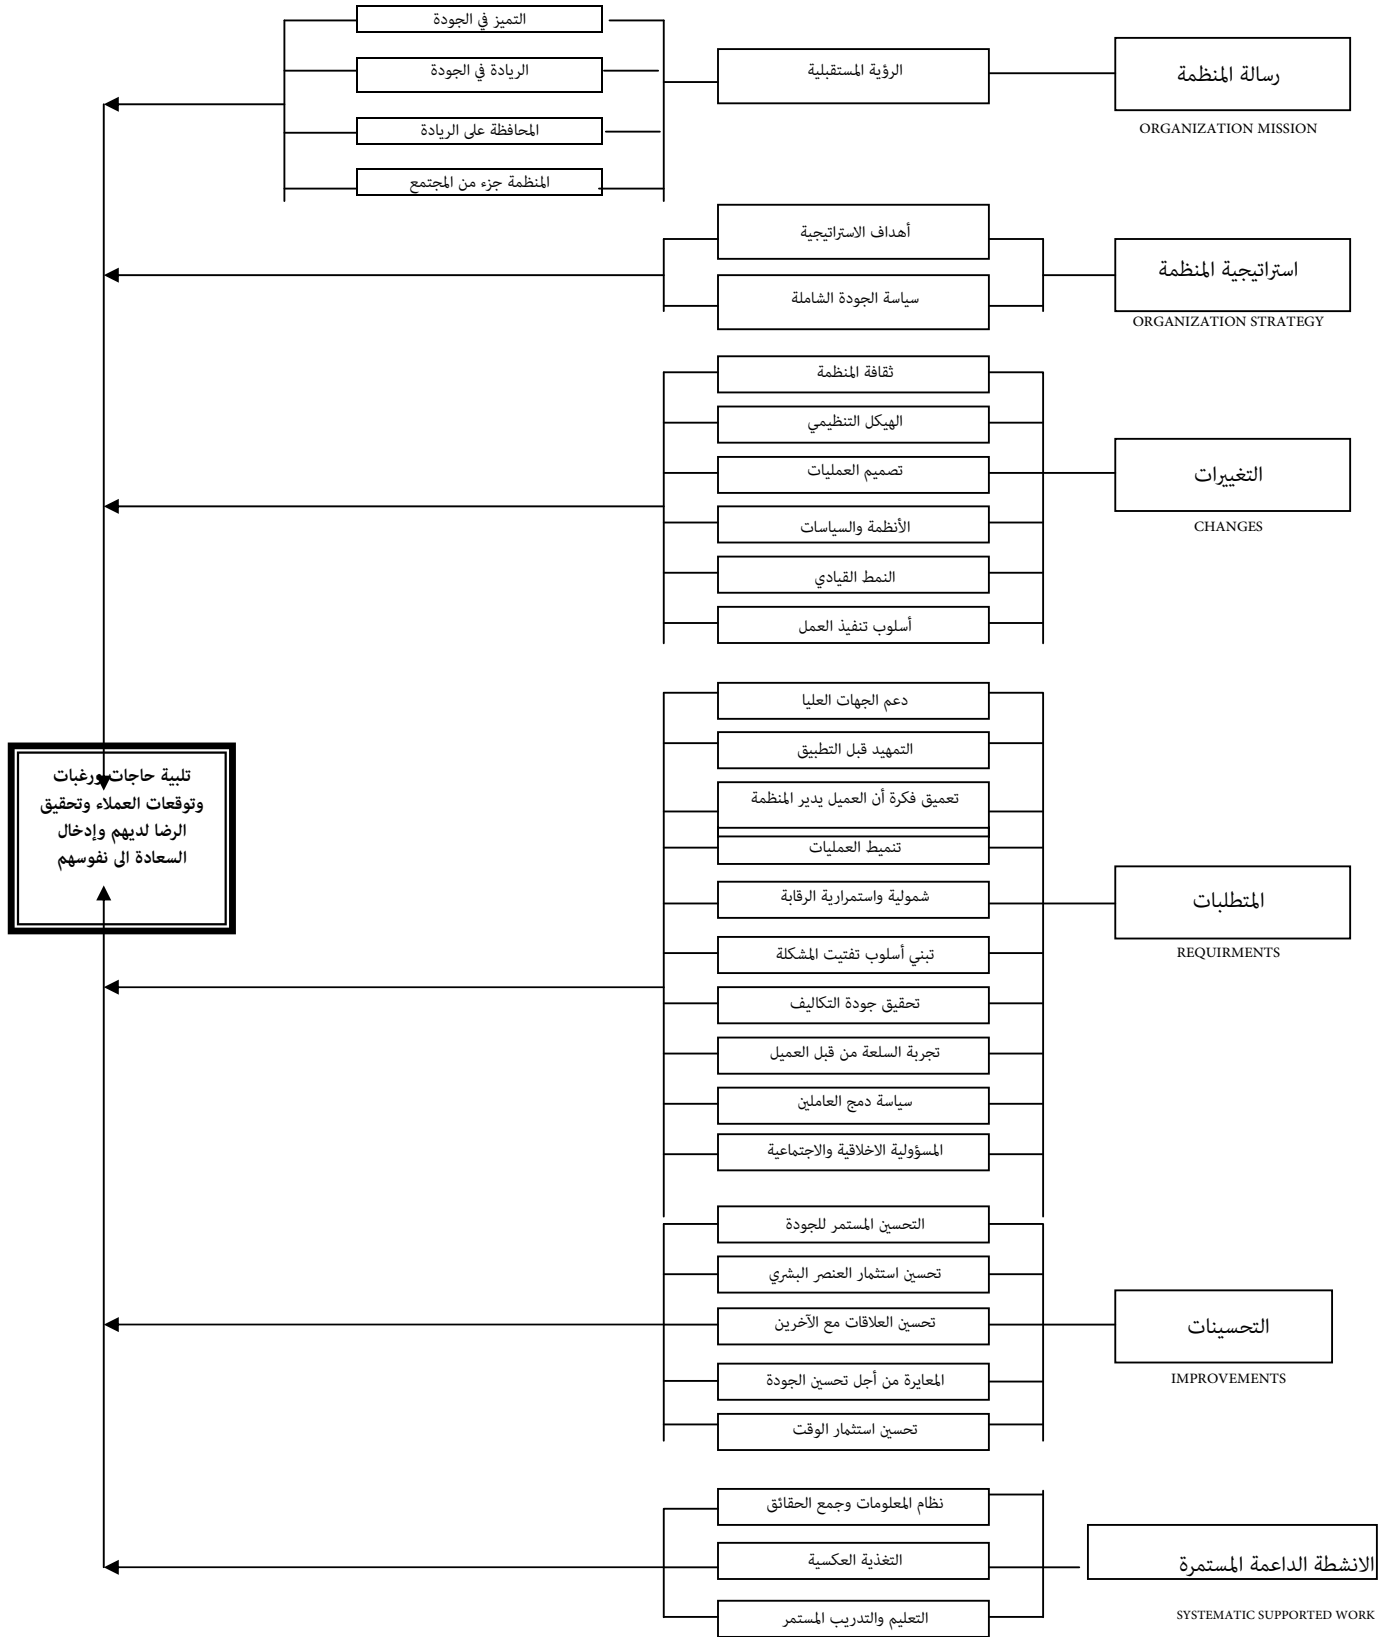 رسالة المنظمة
ORGANIZATION MISSION
الرؤية المستقبلية
التميز في الجودة
الريادة في الجودة
المحافظة على الريادة
المنظمة جزء من المجتمع
استراتيجية المنظمة
ORGANIZATION STRATEGY
أهداف الاستراتيجية
سياسة الجودة الشاملة
التغييرات
CHANGES
ثقافة المنظمة
الهيكل التنظيمي
تصميم العمليات
الأنظمة والسياسات
النمط القيادي
أسلوب تنفيذ العمل
المتطلبات
REQUIRMENTS
دعم الجهات العليا
التمهيد قبل التطبيق
تعميق فكرة أن العميل يدير المنظمة
تنميط العمليات
شمولية واستمرارية الرقابة
تبني أسلوب تفتيت المشكلة
تحقيق جودة التكاليف
تجربة السلعة من قبل العميل
سياسة دمج العاملين
المسؤولية الاخلاقية والاجتماعية
التحسينات
IMPROVEMENTS
التحسين المستمر للجودة
تحسين استثمار العنصر البشري
تحسين العلاقات مع الآخرين
المعايرة من أجل تحسين الجودة
تحسين استثمار الوقت
الانشطة الداعمة المستمرة
SYSTEMATIC SUPPORTED WORK
نظام المعلومات وجمع الحقائق
التغذية العكسية
التعليم والتدريب المستمر
تلبية حاجات ورغبات
وتوقعات العملاء وتحقيق
الرضا لديهم وإدخال
السعادة الى نفوسهم